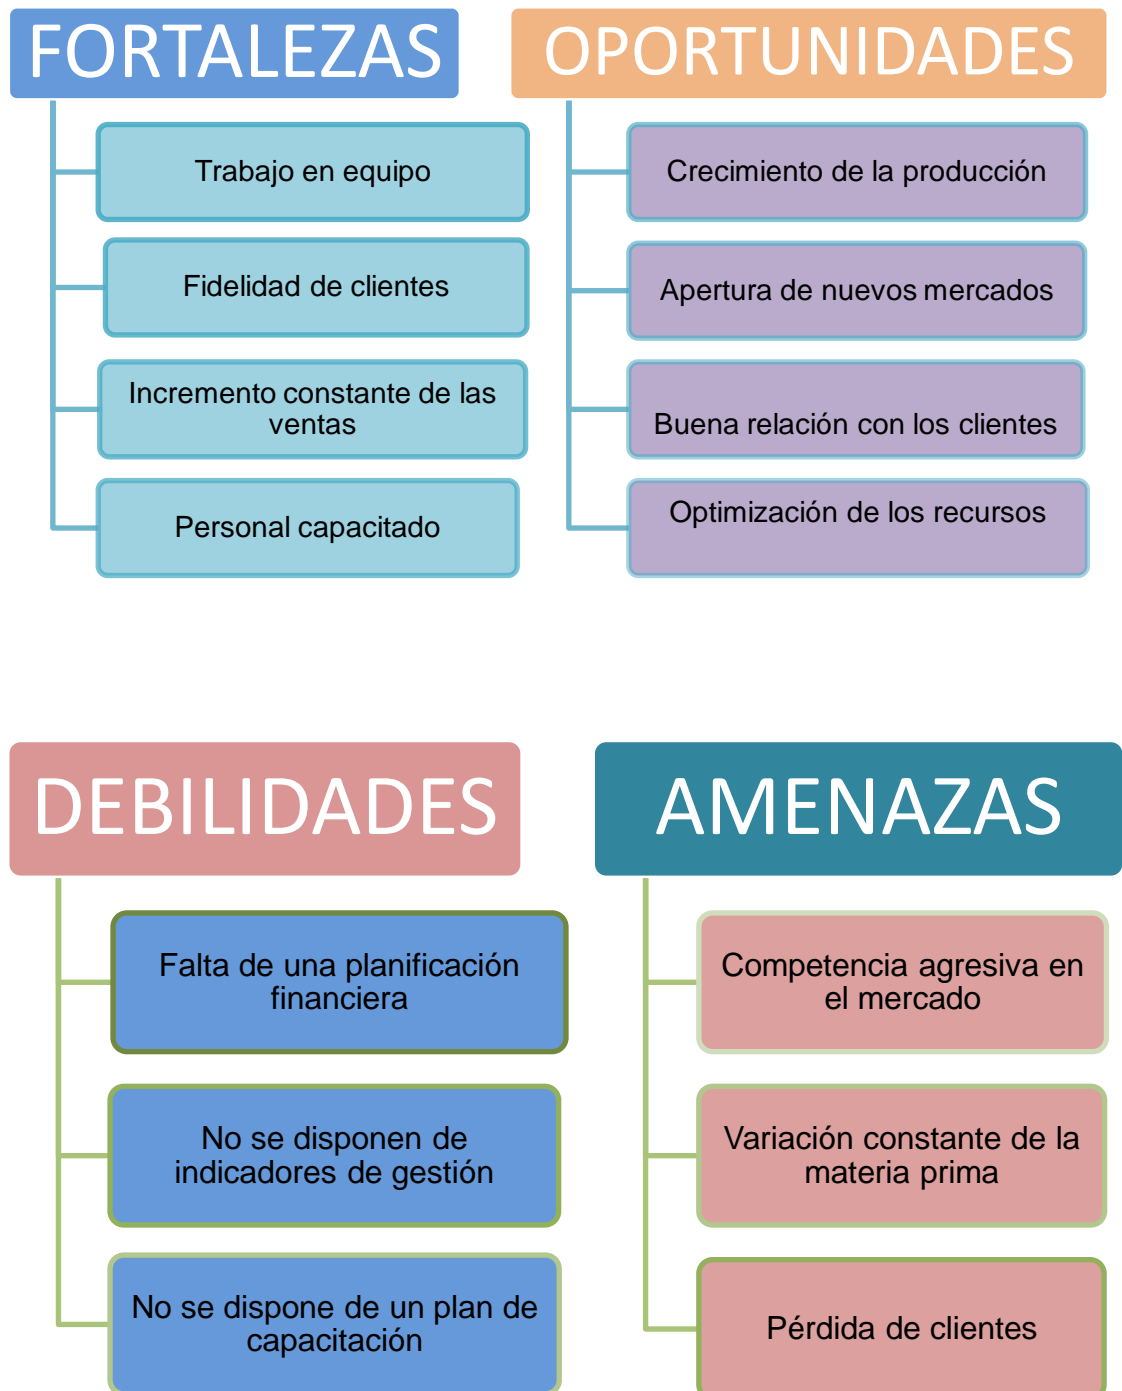 FORTALEZAS
Trabajo en equipo
Fidelidad de clientes
Incremento constante de las
ventas
Personal capacitado
OPORTUNIDADES
Crecimiento de la producción
Apertura de nuevos mercados
Buena relación con los clientes
Optimización de los recursos
DEBILIDADES
Falta de una planificación
financiera
No se disponen de
indicadores de gestión
No se dispone de un plan de
capacitación
AMENAZAS
Competencia agresiva en
el mercado
Variación constante de la
materia prima
Pérdida de clientes